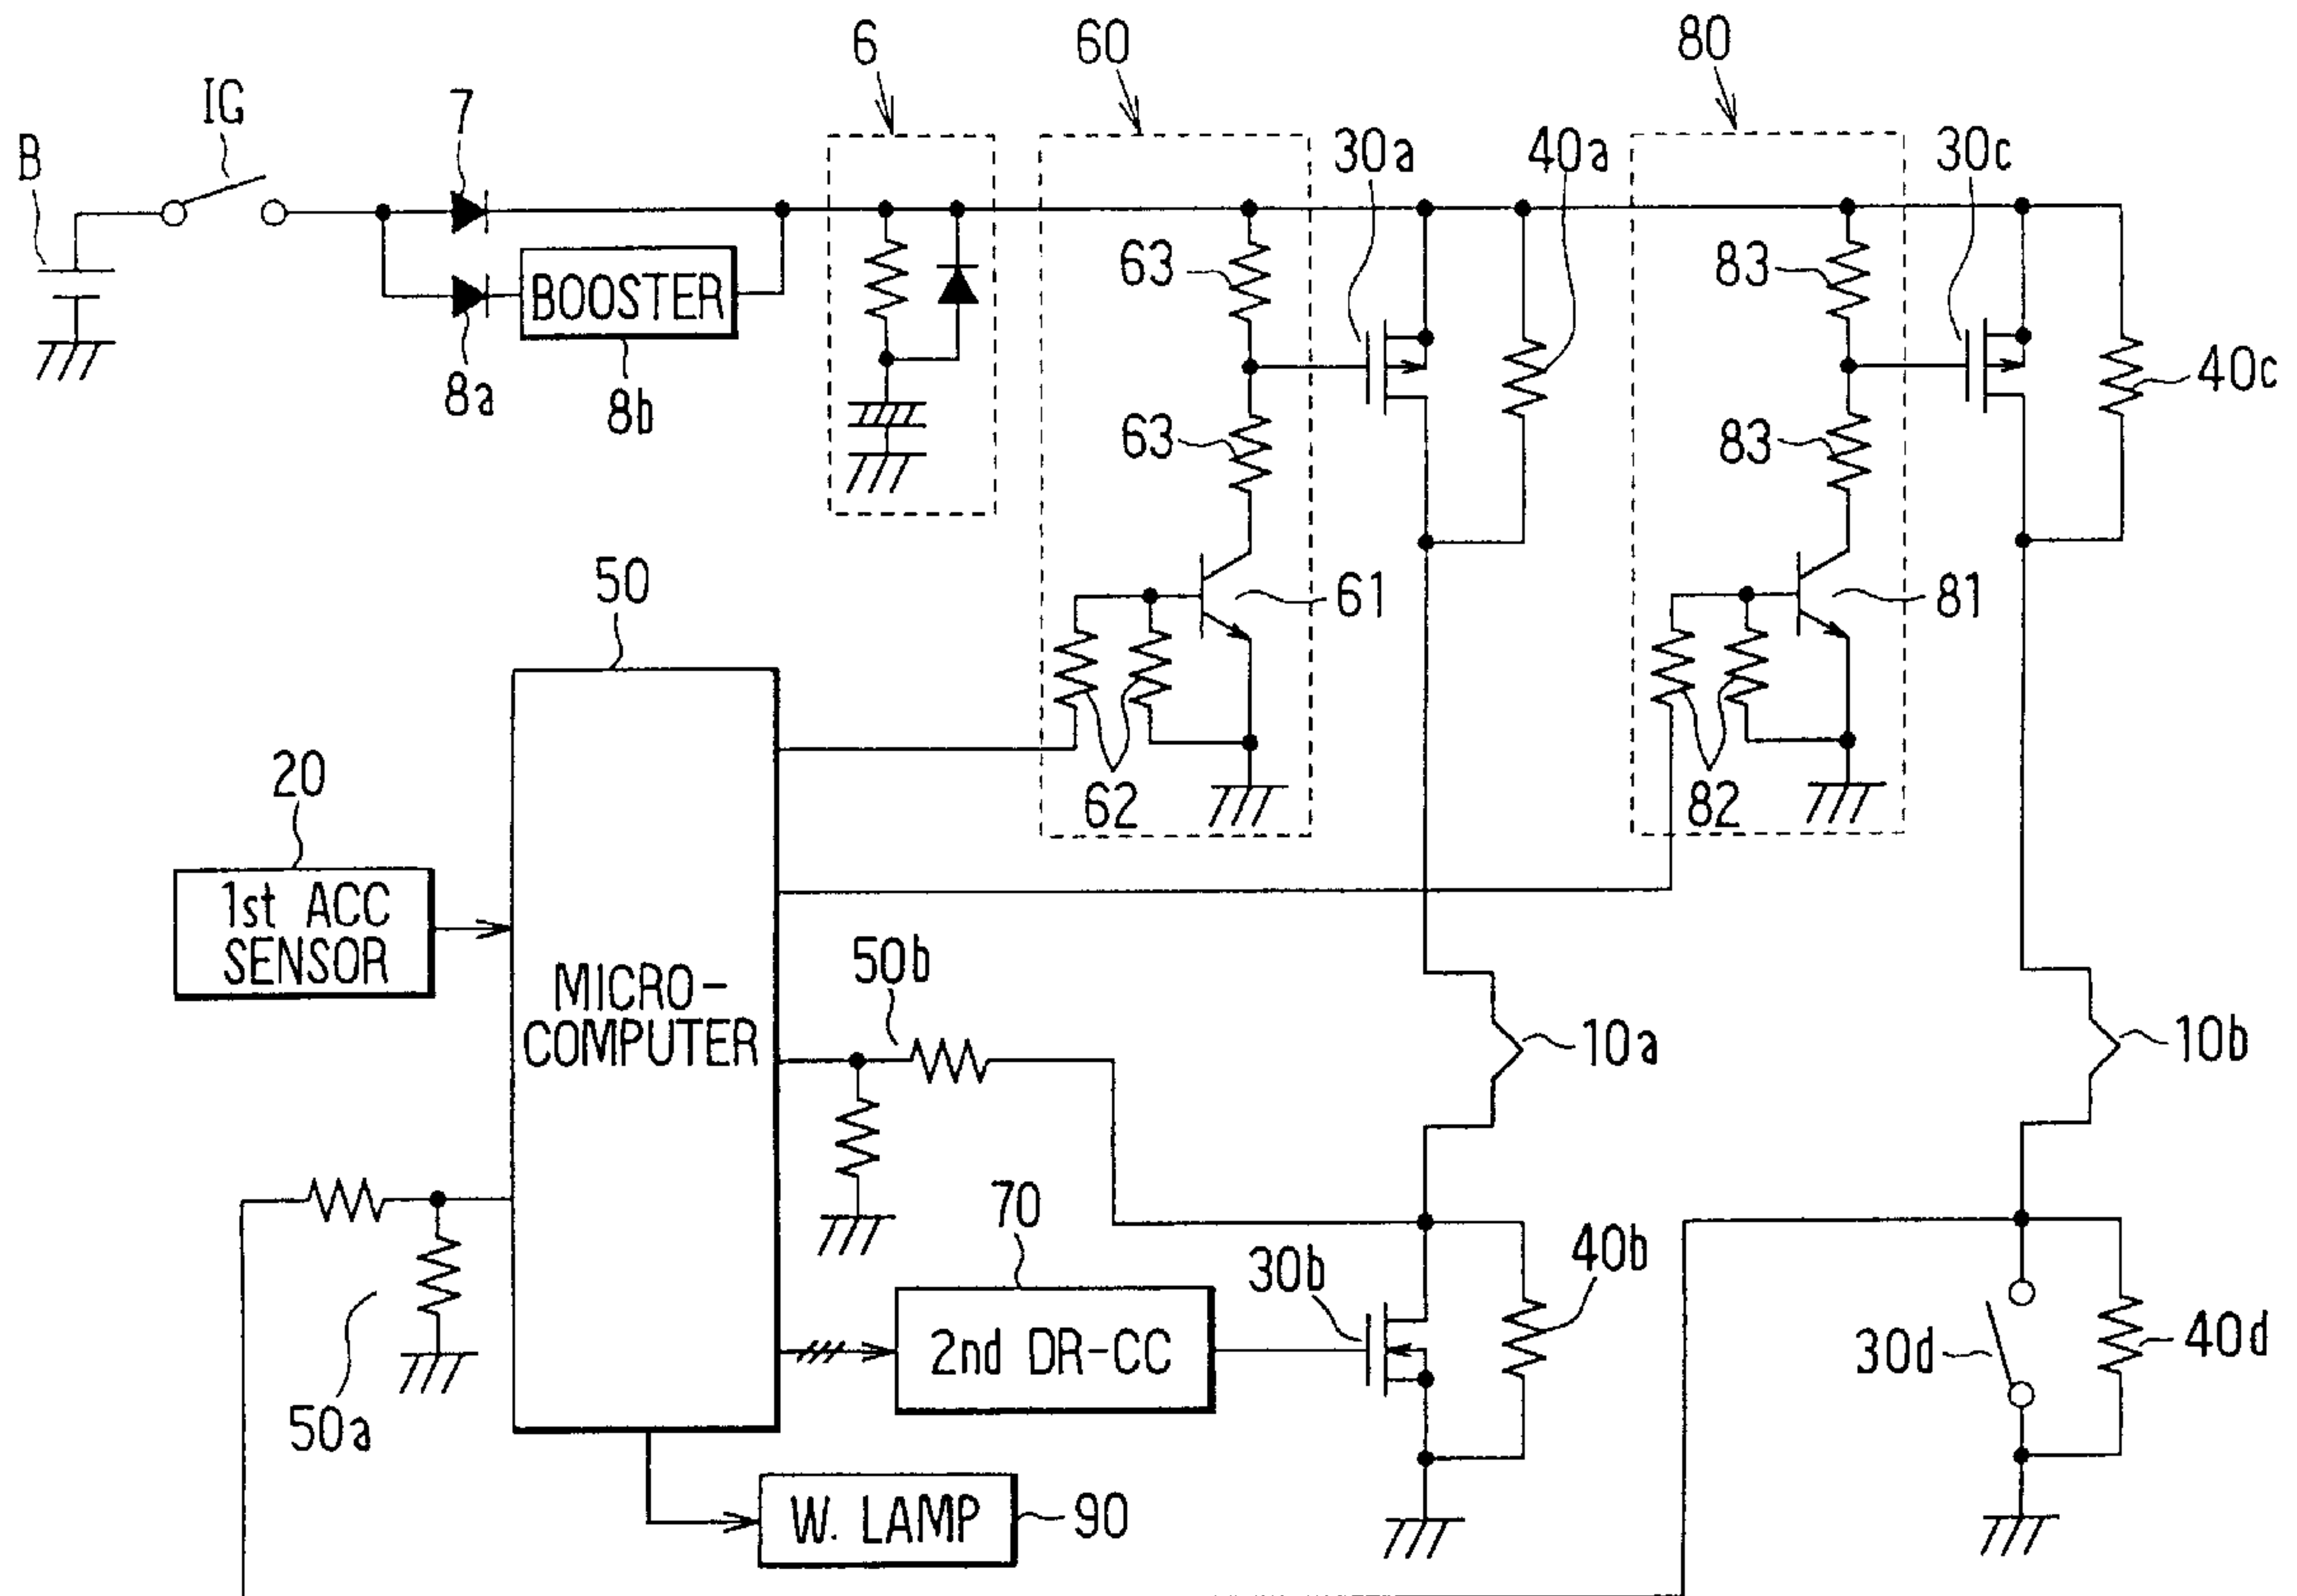 6
60
80
IG
7
B
30a
40a
30c
63
83
BOOSTER
8a
8b
40c
63
83
50
61
81
20
62
82
1st ACC
SENSOR
50b
MICRO-
COMPUTER
10a
10b
70
30b
40b
2nd DR-CC
30d
40d
50a
W. LAMP
90